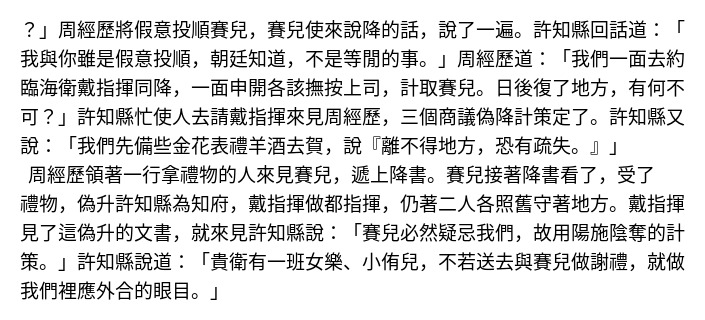 ？」周經歷將假意投順賽兒，賽兒使來說降的話，說了一遍。許知縣回話道：「
我與你雖是假意投順，朝廷知道，不是等閒的事。」周經歷道：「我們一面去約
臨海衛戴指揮同降，一面申開各該撫按上司，計取賽兒。日後復了地方，有何不
可？」許知縣忙使人去請戴指揮來見周經歷，三個商議偽降計策定了。許知縣又
說：「我們先備些金花表禮羊酒去賀，說『離不得地方，恐有疏失。』」
周經歷領著一行拿禮物的人來見賽兒，遞上降書。賽兒接著降書看了，受了
禮物，偽升許知縣為知府，戴指揮做都指揮，仍著二人各照舊守著地方。戴指揮
見了這偽升的文書，就來見許知縣說：「賽兒必然疑忌我們，故用陽施陰奪的計
策。」許知縣說道：「貴衛有一班女樂、小侑兒，不若送去與賽兒做謝禮，就做
我們裡應外合的眼目。」